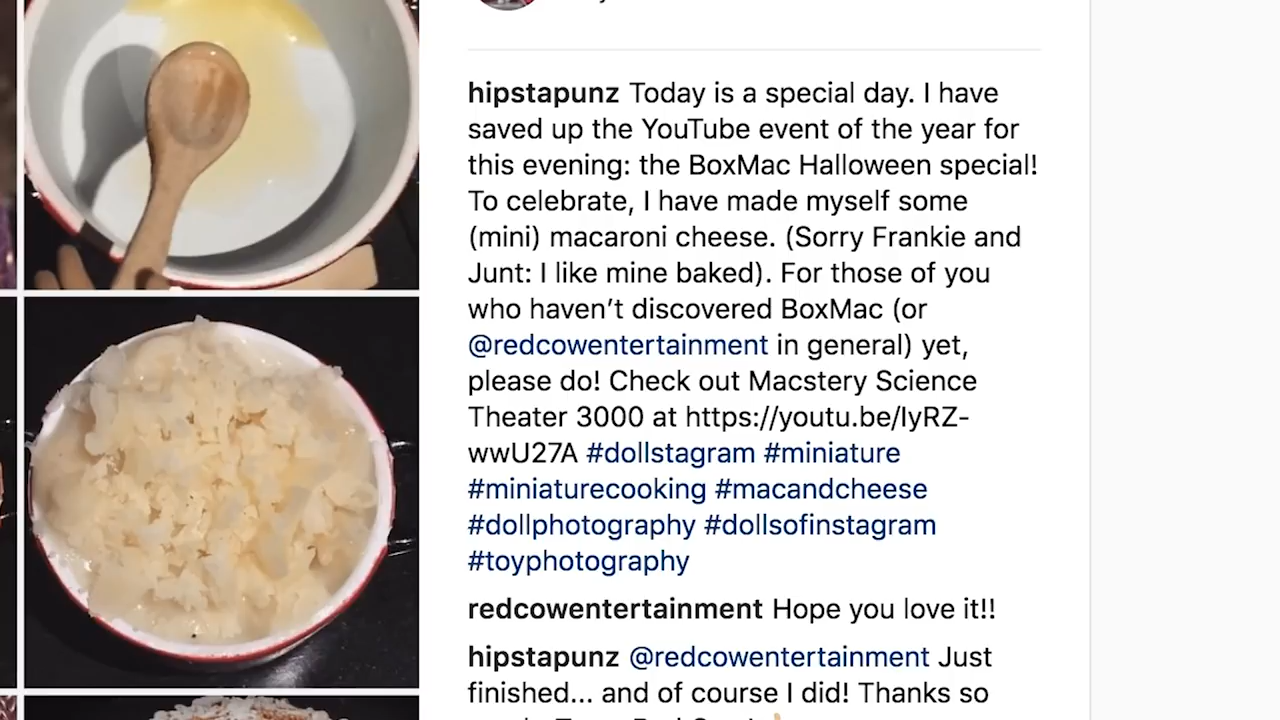 hipstapunz Today is a special day. I have
saved up the YouTube event of the year for
this evening: the BoxMac Halloween special!
To celebrate, I have made myself some
(mini) macaroni cheese. (Sorry Frankie and
Junt: I like mine baked). For those of you
who haven’t discovered BoxMac (or
@redcowentertainment in general) yet,
please do! Check out Macstery Science
Theater 3000 at https://youtu.be/IyRZ-
wwU27A #dollstagram #miniature
#miniaturecooking #macandcheese
#dollphotography #dollsofinstagram
#toyphotography
redcowentertainment Hope you love it!!
hipstapunz @redcowentertainment Just
finished... and of course I did! Thanks so